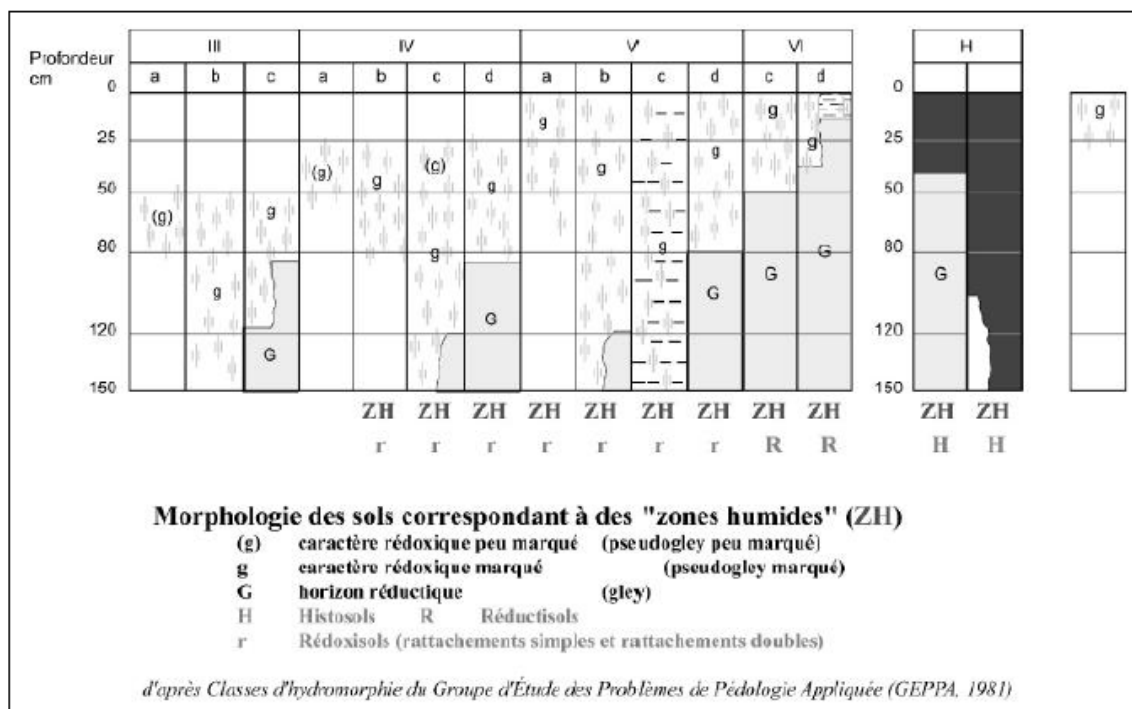 III IV V' VI H
Profondeur
cm
a b c a b c d a b c d c d
0 0
g g g g
25 25
(g) g (g) g g g g
50 50
(g) g
80 g g G 80
g G G G G
120 G 120
150 150
ZH ZH ZH ZH ZH ZH ZH ZH ZH ZH ZH
r r r r r r r R R H H
Morphologie des sols correspondant à des "zones humides" (ZH)
(g) caractère rédoxique peu marqué (pseudogley peu marqué)
g caractère rédoxique marqué (pseudogley marqué)
G horizon réductique (gley)
H Histosols R Réductisols
r Rédoxisols (rattachements simples et rattachements doubles)
d'après Classes d'hydromorphie du Groupe d'Étude des Problèmes de Pédologie Appliquée (GEPPA, 1981)